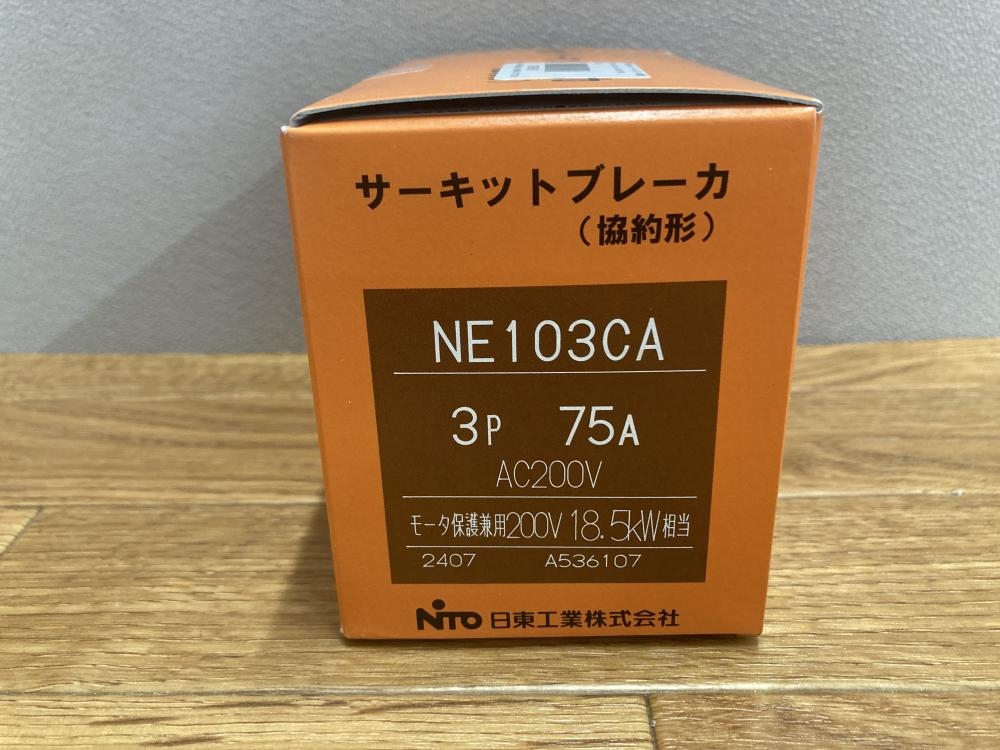 サーキットブレーカ
（協約形）
NE103CA
3P 75A
AC200V
モータ保護兼用200V 18.5kW相当
2407 A536107
NITO 日東工業株式会社